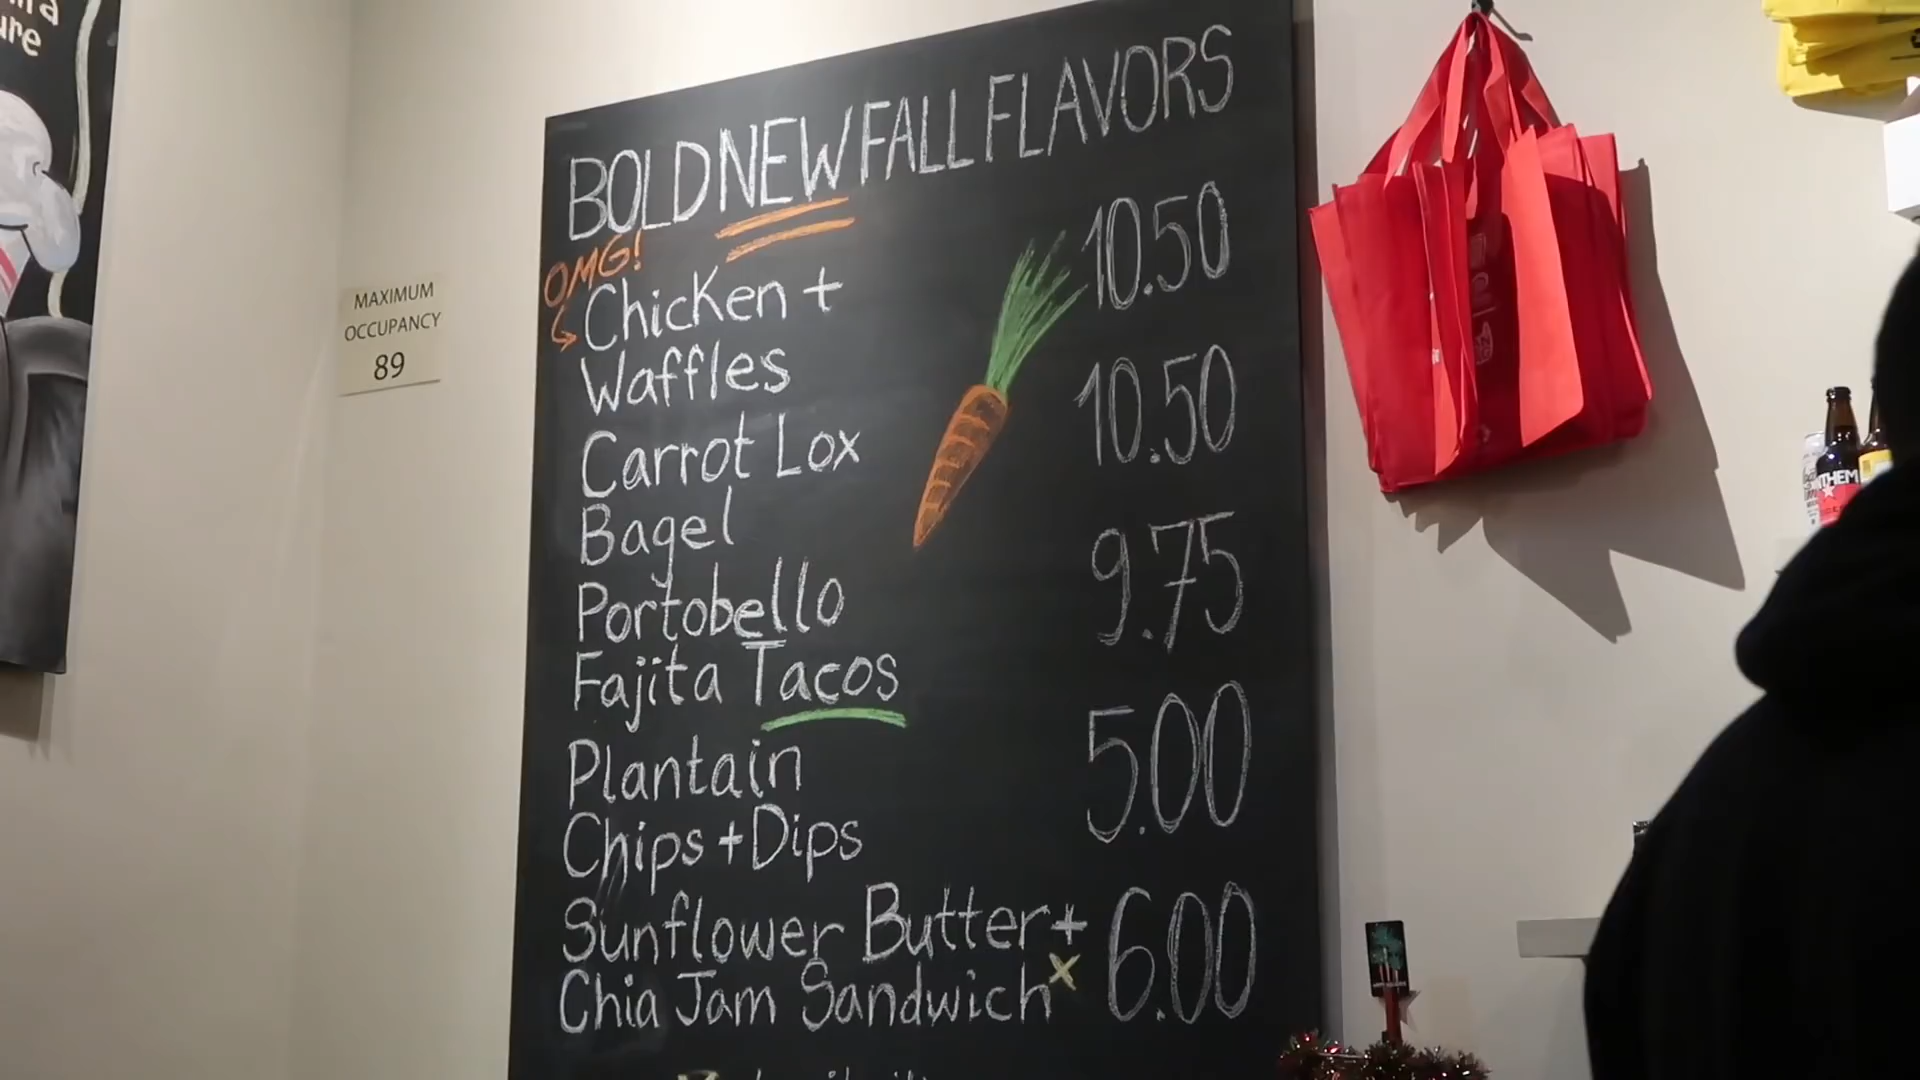 BOLD NEW FALL FLAVORS
OMG!
Chicken + 10.50
Waffles
Carrot Lox 10.50
Bagel
Portobello 9.75
Fajita Tacos
Plantain 5.00
Chips + Dips
Sunflower Butter + 6.00
Chia Jam Sandwich x
MAXIMUM
OCCUPANCY
89